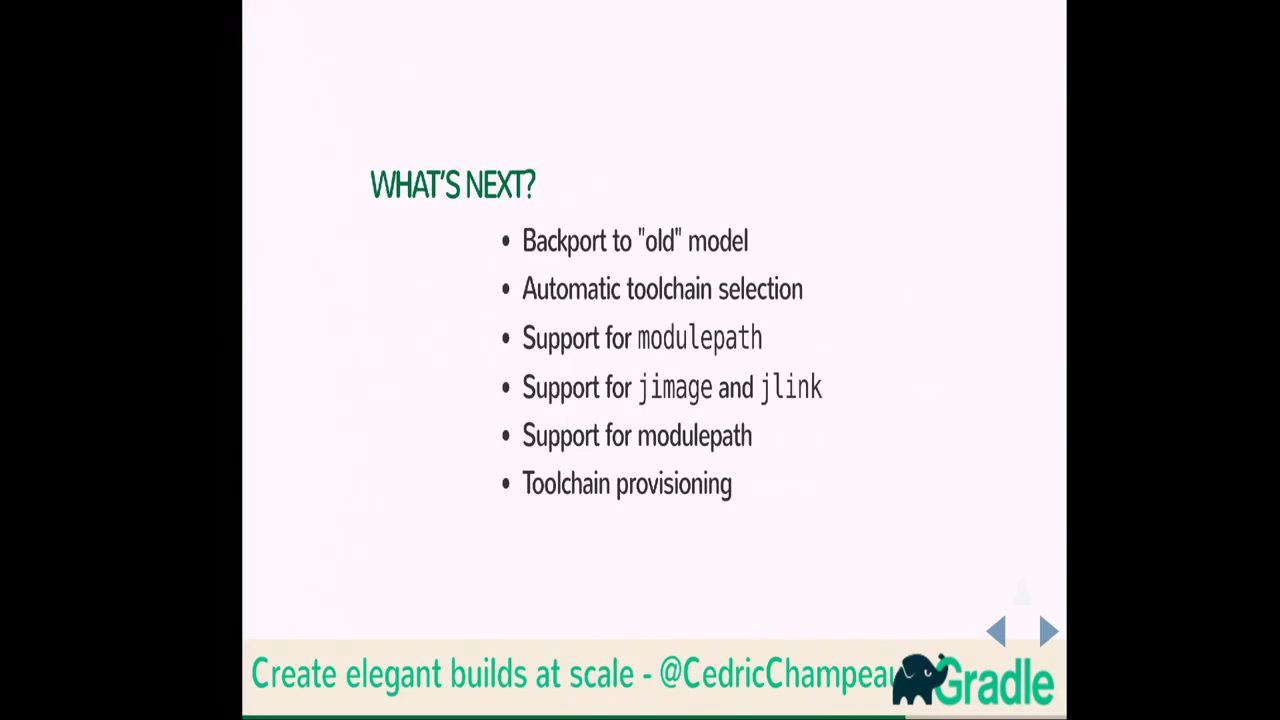 WHAT'S NEXT?
• Backport to "old" model
• Automatic toolchain selection
• Support for modulepath
• Support for jimage and jlink
• Support for modulepath
• Toolchain provisioning
Create elegant builds at scale - @CedricChampeau
Gradle